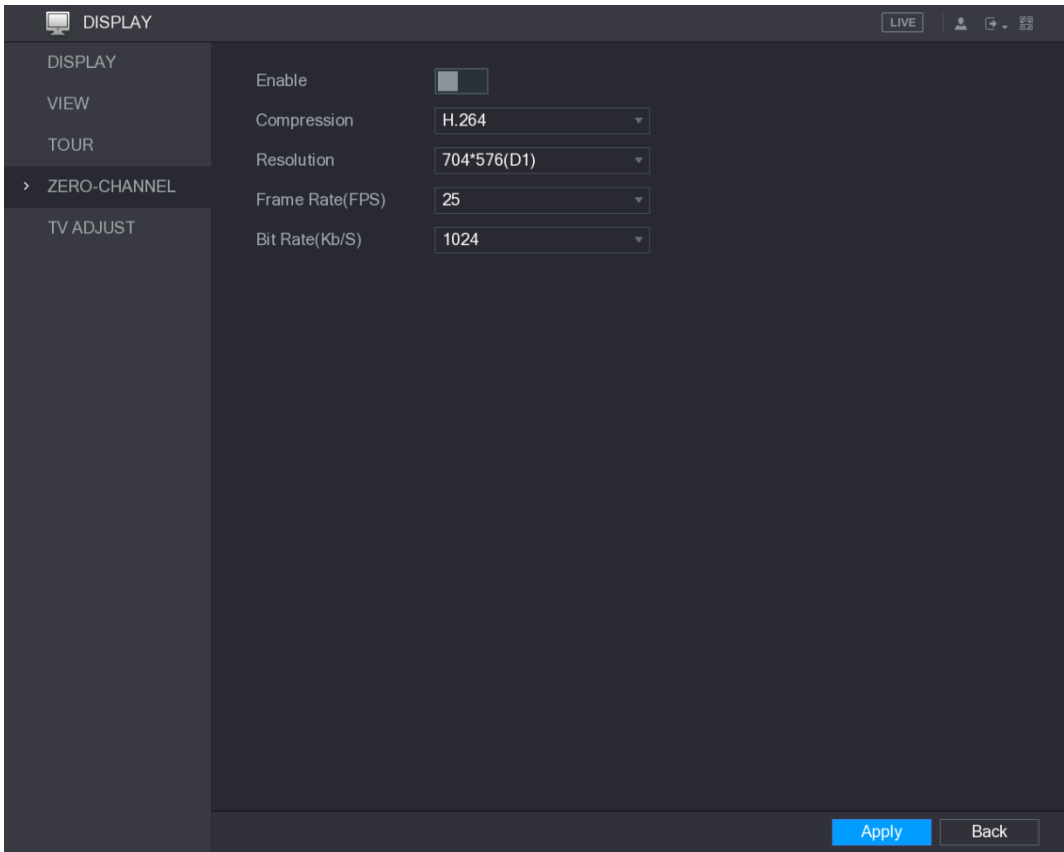 DISPLAY
LIVE
DISPLAY
VIEW
TOUR
> ZERO-CHANNEL
TV ADJUST
Enable
Compression H.264
Resolution 704*576(D1)
Frame Rate(FPS) 25
Bit Rate(Kb/S) 1024
Apply Back